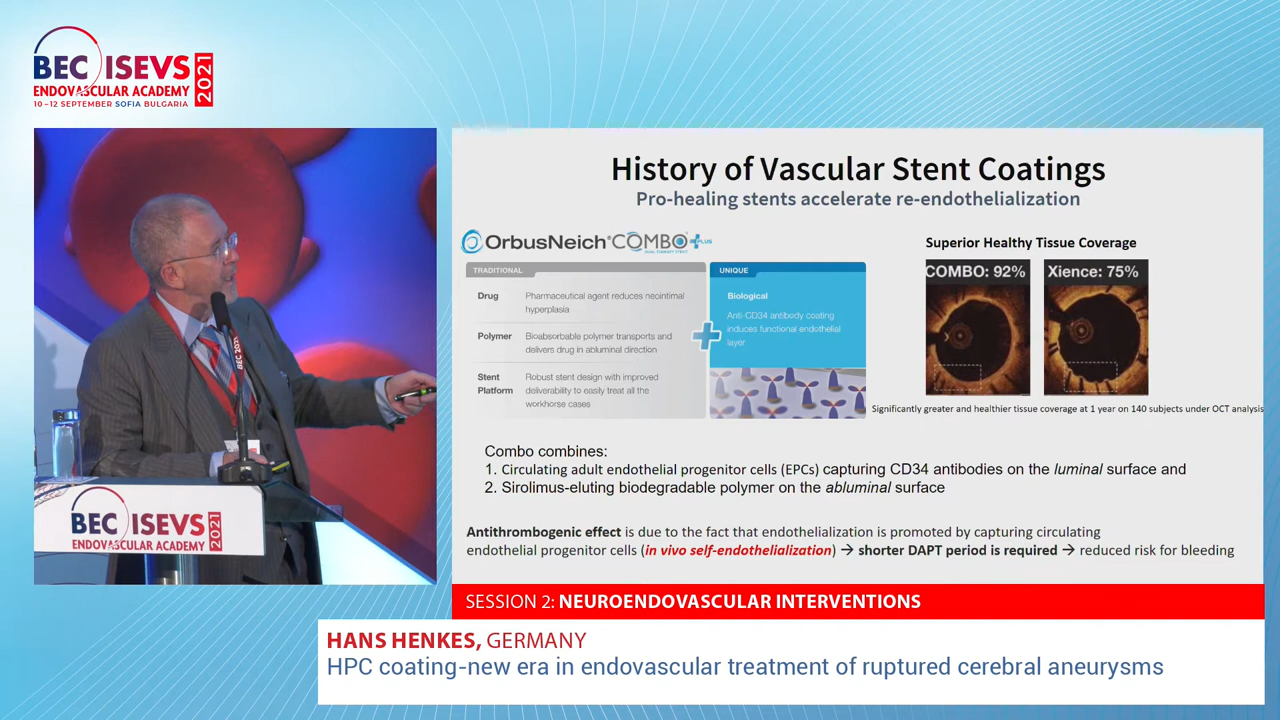 BEC ISEVS
ENDOVASCULAR ACADEMY
10–12 SEPTEMBER SOFIA BULGARIA
2021
BEC 2021
BEC ISEVS
ENDOVASCULAR ACADEMY
2021
History of Vascular Stent Coatings
Pro-healing stents accelerate re-endothelialization
OrbusNeich® COMBO PLUS
DUAL THERAPY STENT
TRADITIONAL
Drug
Pharmaceutical agent reduces neointimal
hyperplasia
Polymer
Bioabsorbable polymer transports and
delivers drug in abluminal direction
Stent
Platform
Robust stent design with improved
deliverability to easily treat all the
workhorse cases
UNIQUE
Biological
Anti-CD34 antibody coating
induces functional endothelial
layer
Superior Healthy Tissue Coverage
COMBO: 92%
Xience: 75%
Significantly greater and healthier tissue coverage at 1 year on 140 subjects under OCT analysis
Combo combines:
1. Circulating adult endothelial progenitor cells (EPCs) capturing CD34 antibodies on the luminal surface and
2. Sirolimus-eluting biodegradable polymer on the abluminal surface
Antithrombogenic effect is due to the fact that endothelialization is promoted by capturing circulating
endothelial progenitor cells (in vivo self-endothelialization) → shorter DAPT period is required → reduced risk for bleeding
SESSION 2: NEUROENDOVASCULAR INTERVENTIONS
HANS HENKES, GERMANY
HPC coating-new era in endovascular treatment of ruptured cerebral aneurysms